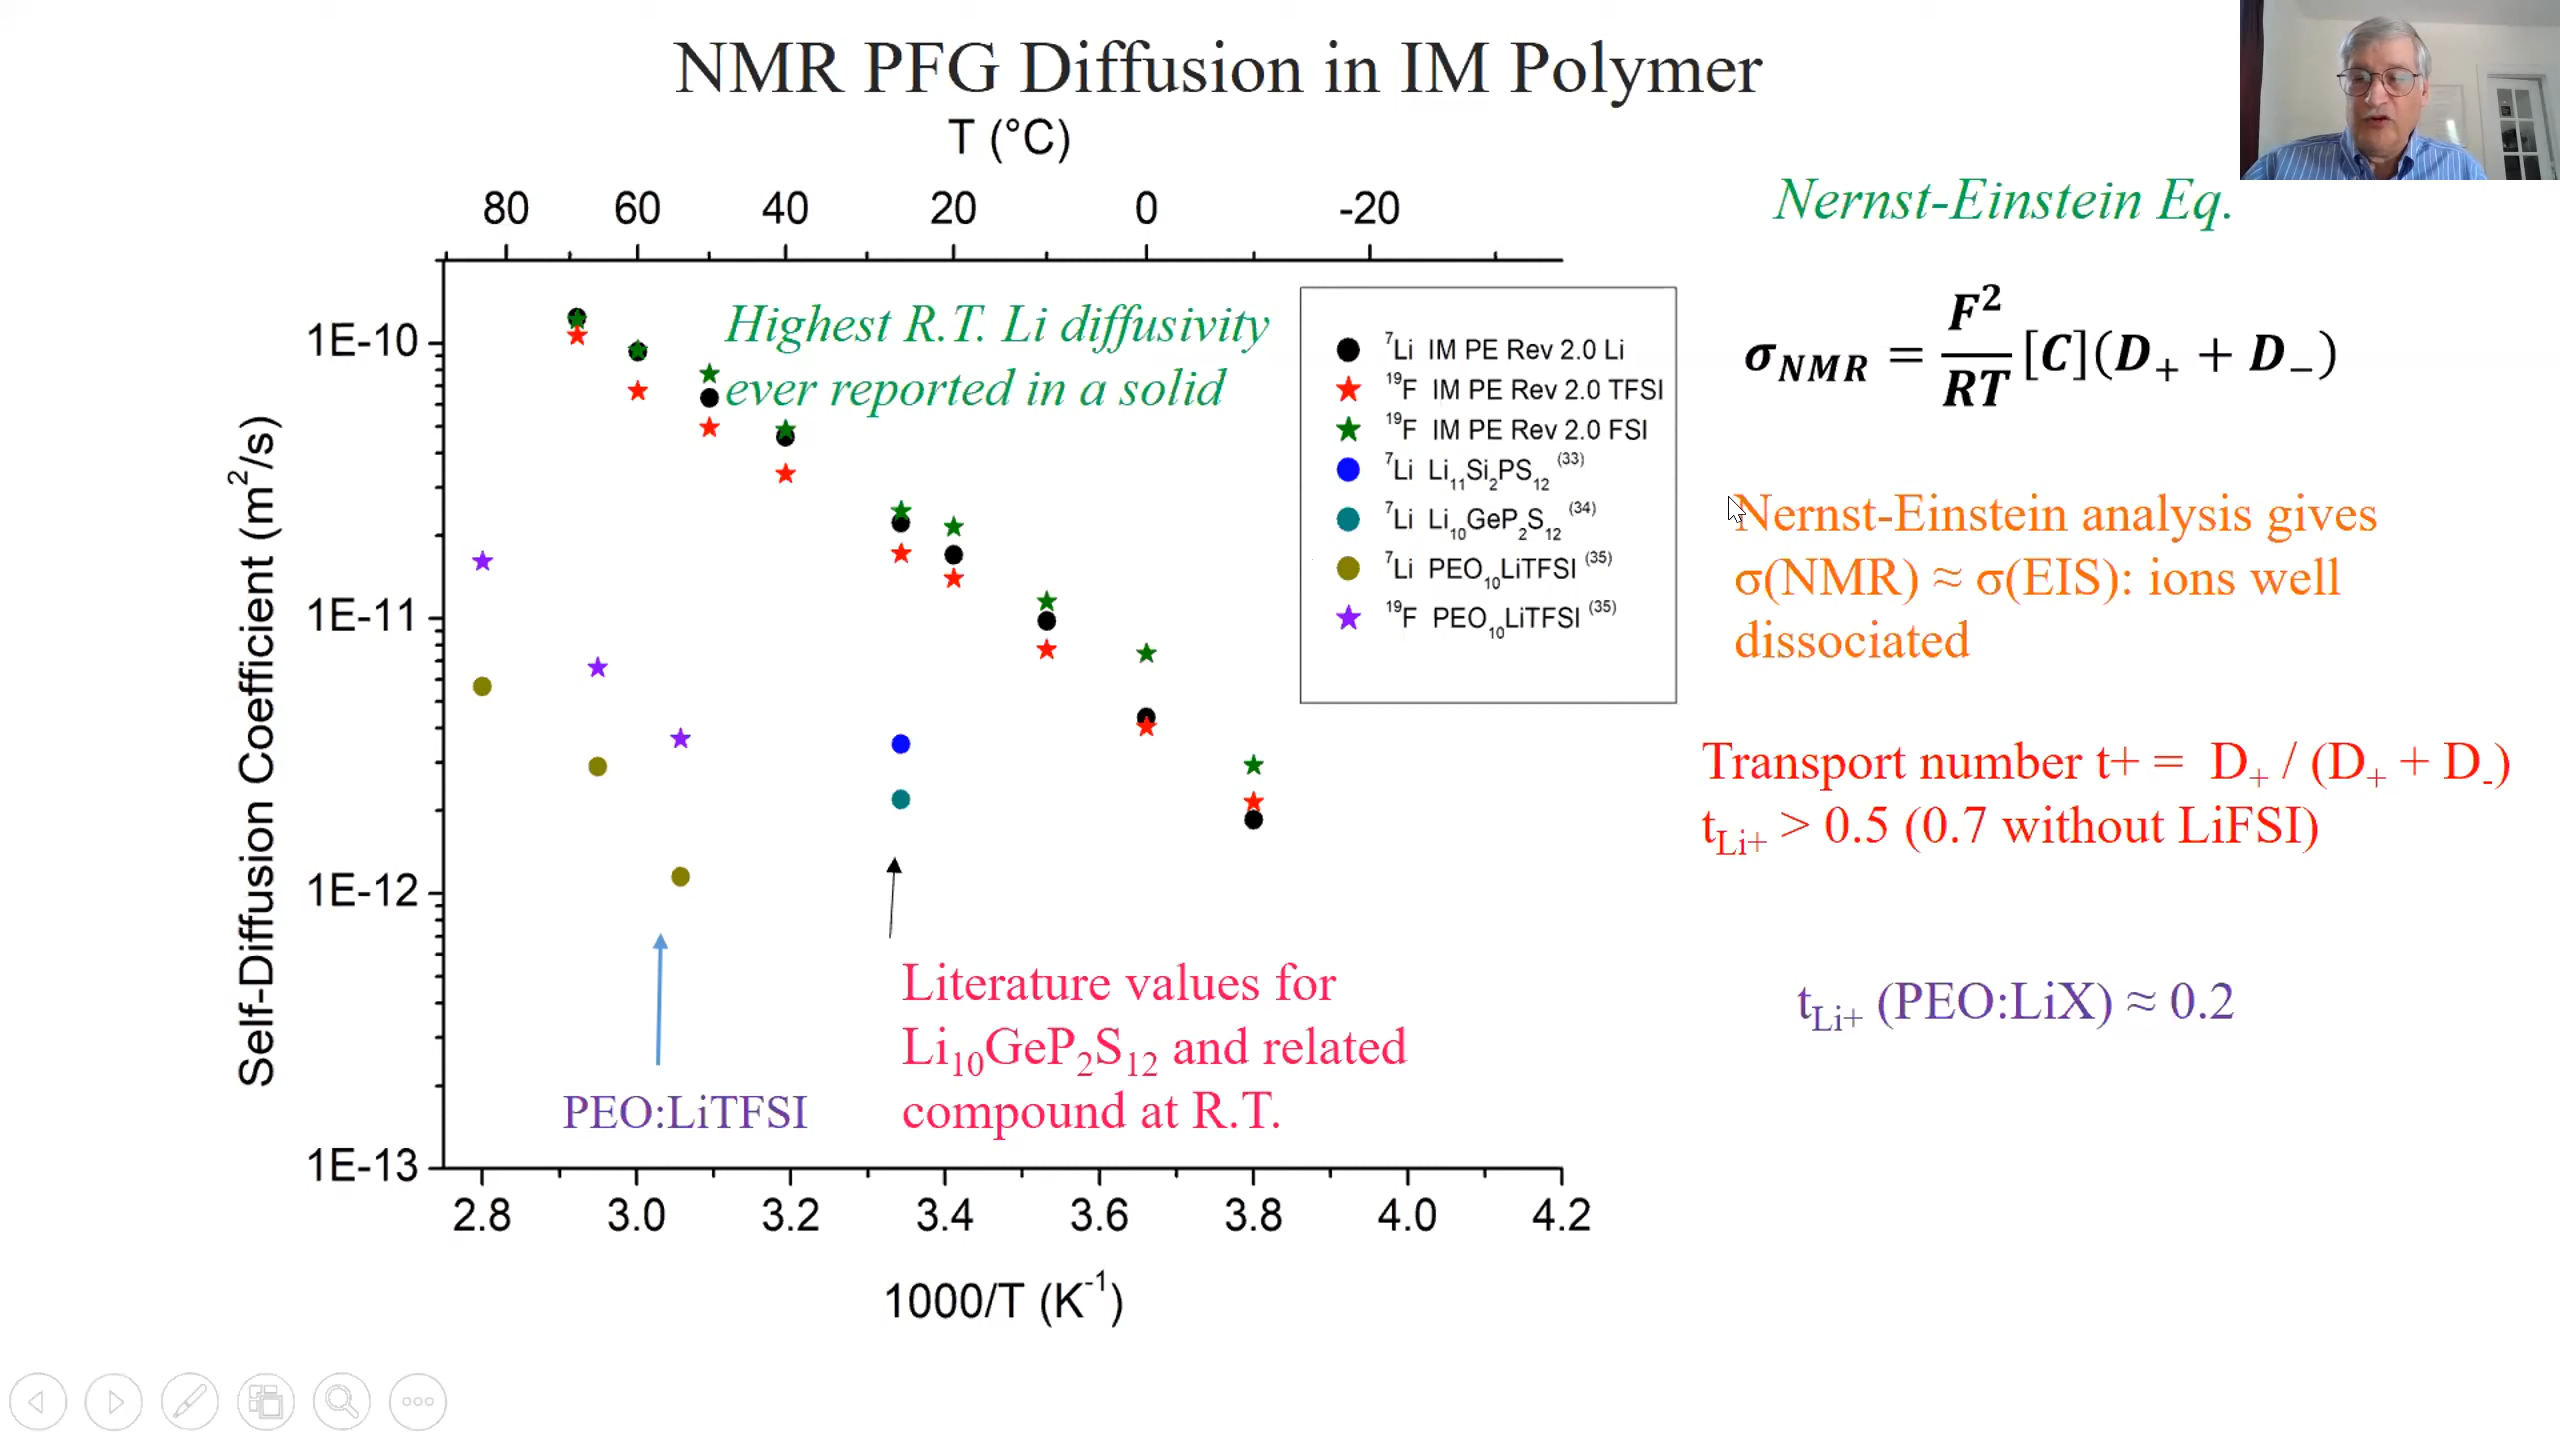 NMR PFG Diffusion in IM Polymer
T (°C)
80 60 40 20 0 -20
Highest R.T. Li diffusivity
ever reported in a solid
1E-10
1E-11
1E-12
1E-13
Self-Diffusion Coefficient (m²/s)
⁷Li IM PE Rev 2.0 Li
¹⁹F IM PE Rev 2.0 TFSI
¹⁹F IM PE Rev 2.0 FSI
⁷Li Li₁₁Si₂PS₁₂ ⁽³³⁾
⁷Li Li₁₀GeP₂S₁₂ ⁽³⁴⁾
⁷Li PEO₁₀LiTFSI ⁽³⁵⁾
¹⁹F PEO₁₀LiTFSI ⁽³⁵⁾
PEO:LiTFSI
Literature values for
Li₁₀GeP₂S₁₂ and related
compound at R.T.
2.8 3.0 3.2 3.4 3.6 3.8 4.0 4.2
1000/T (K⁻¹)
Nernst-Einstein Eq.
σ_NMR = F²/RT [C](D₊ + D₋)
Nernst-Einstein analysis gives
σ(NMR) ≈ σ(EIS): ions well
dissociated
Transport number t+ = D₊ / (D₊ + D₋)
t_Li+ > 0.5 (0.7 without LiFSI)
t_Li+ (PEO:LiX) ≈ 0.2